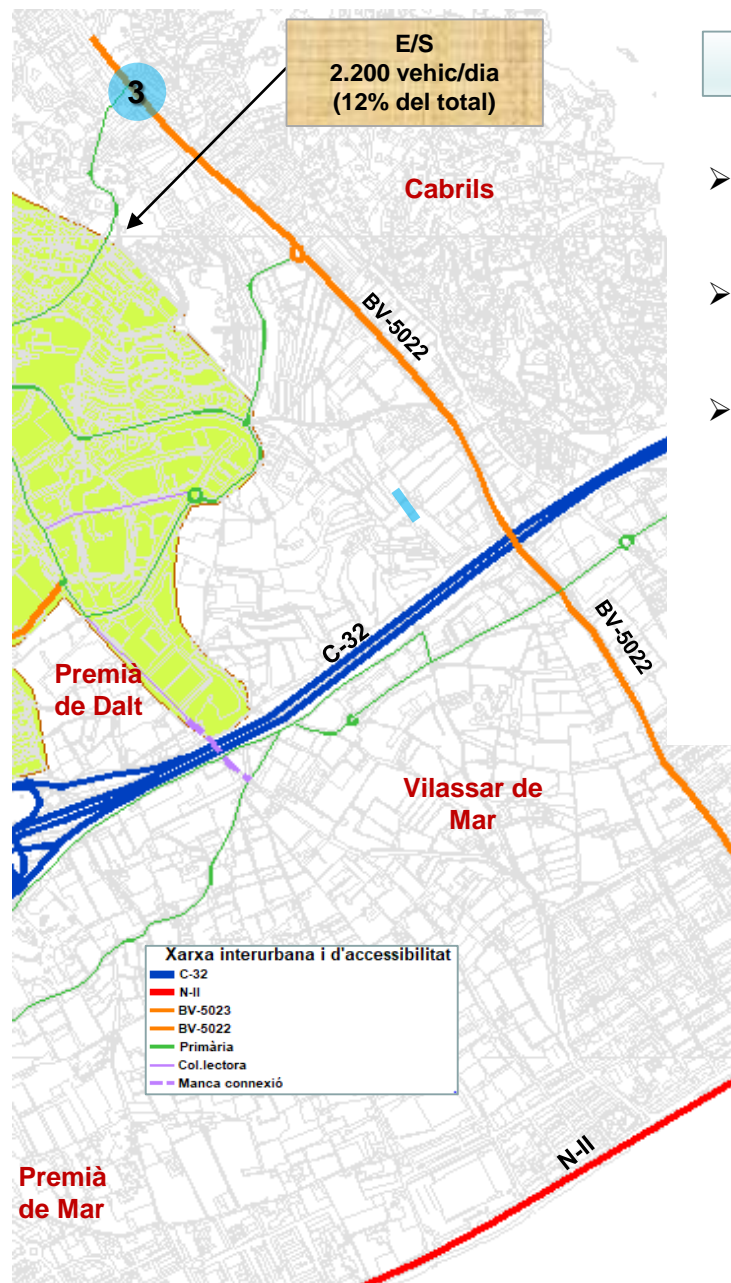 E/S
2.200 vehic/dia
(12% del total)
3
Cabrils
BV-5022
C-32
BV-5022
Premià
de Dalt
Vilassar de
Mar
Xarxa interurbana i d'accessibilitat
C-32
N-II
BV-5023
BV-5022
Primària
Col.lectora
Manca connexió
N-II
Premià
de Mar